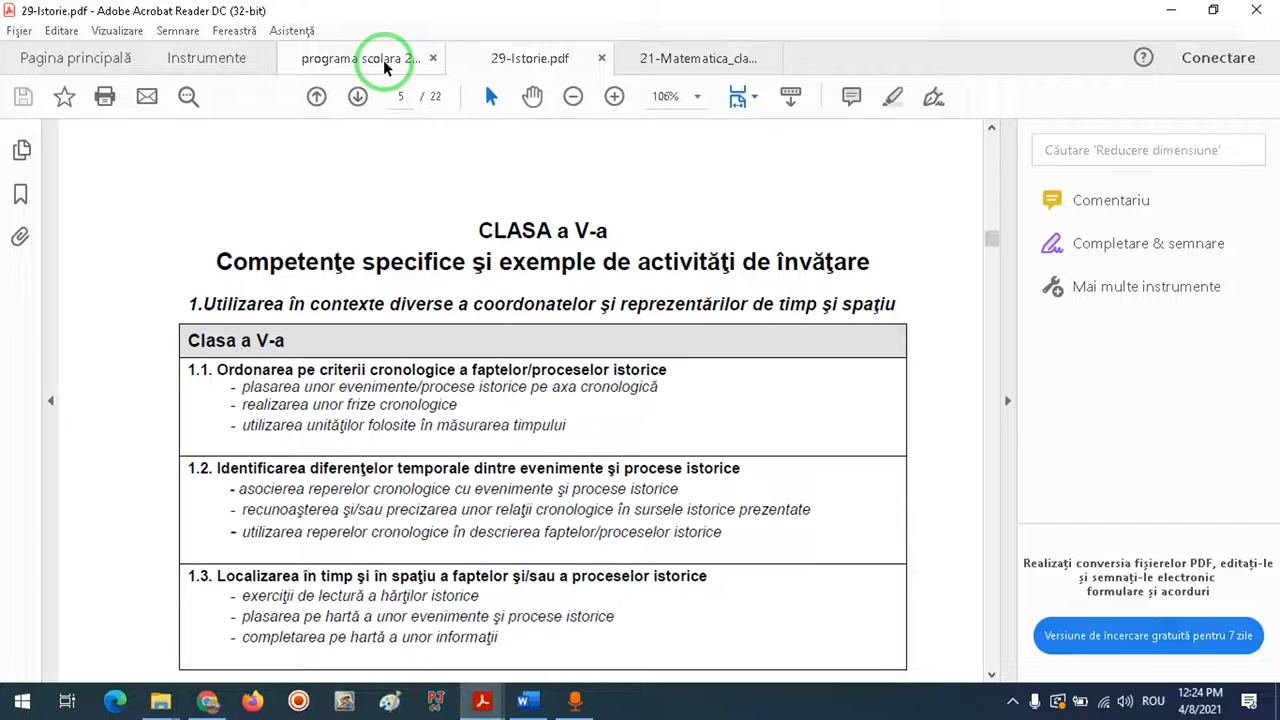 29-Istorie.pdf - Adobe Acrobat Reader DC (32-bit)
Fișier Editare Vizualizare Semnare Fereastră Asistență
Pagina principală Instrumente programa scolara 2... 29-Istorie.pdf 21-Matematica_cla... Conectare
5 / 22 106%
Căutare 'Reducere dimensiune'
Comentariu
Completare & semnare
Mai multe instrumente
CLASA a V-a
Competenţe specifice şi exemple de activităţi de învăţare
1.Utilizarea în contexte diverse a coordonatelor şi reprezentărilor de timp şi spaţiu
Clasa a V-a
1.1. Ordonarea pe criterii cronologice a faptelor/proceselor istorice
- plasarea unor evenimente/procese istorice pe axa cronologică
- realizarea unor frize cronologice
- utilizarea unităţilor folosite în măsurarea timpului
1.2. Identificarea diferenţelor temporale dintre evenimente şi procese istorice
- asocierea reperelor cronologice cu evenimente şi procese istorice
- recunoaşterea şi/sau precizarea unor relaţii cronologice în sursele istorice prezentate
- utilizarea reperelor cronologice în descrierea faptelor/proceselor istorice
1.3. Localizarea în timp şi în spaţiu a faptelor şi/sau a proceselor istorice
- exerciţii de lectură a hărţilor istorice
- plasarea pe hartă a unor evenimente şi procese istorice
- completarea pe hartă a unor informaţii
Realizați conversia fișierelor PDF, editați-le
și semnați-le electronic
formulare și acorduri
Versiune de încercare gratuită pentru 7 zile
ROU
12:24 PM
4/8/2021